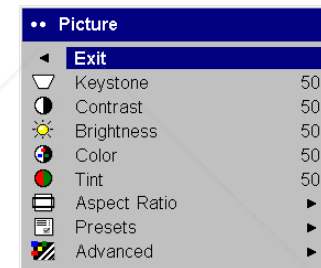 Picture
Exit
Keystone 50
Contrast 50
Brightness 50
Color 50
Tint 50
Aspect Ratio
Presets
Advanced